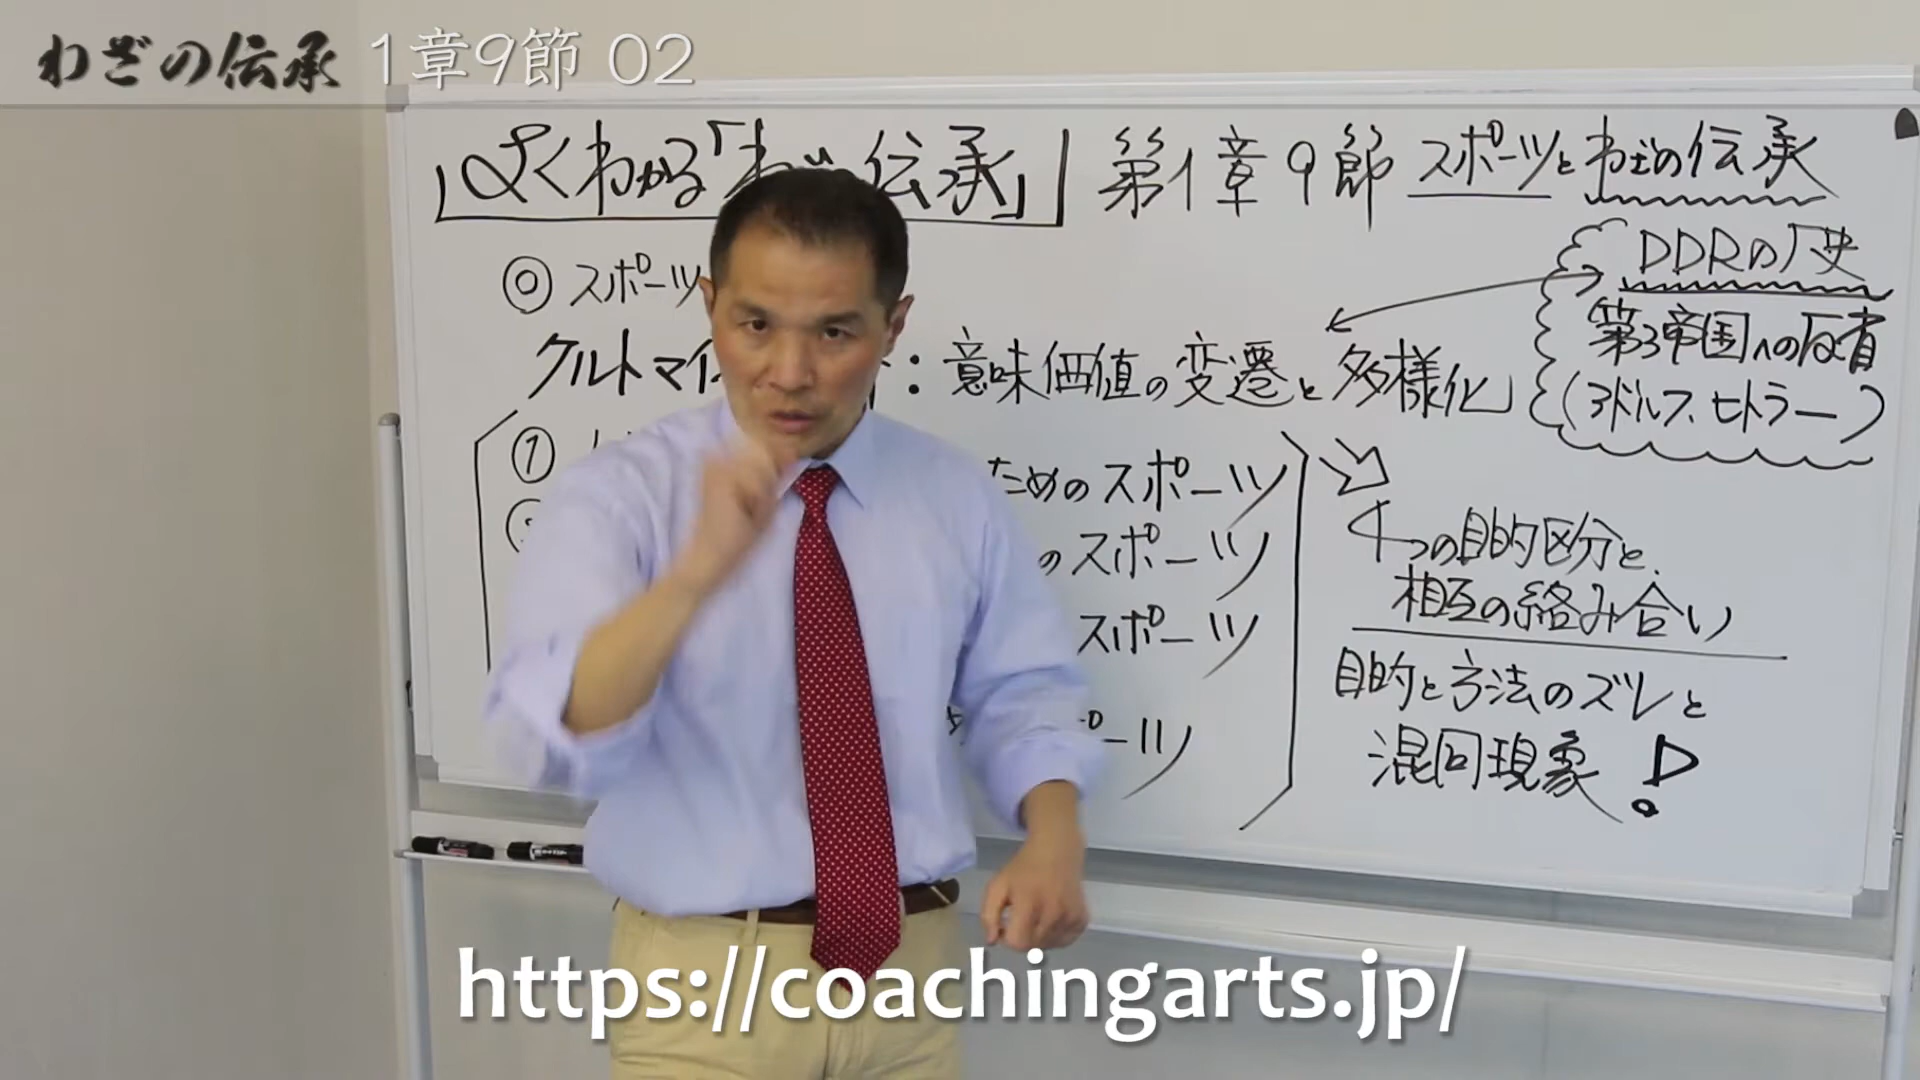 わざの伝承 1章9節 02
「よくわかる「わ 伝承」 第1章9節 スポーツとわざの伝承
⓪ スポーツ
DDRの歴史
第3帝国への反省
(アドルフ・ヒトラー)
クルトマイ : 意味価値の変遷と多様化
① ためのスポーツ
のスポーツ
スポーツ
ポーツ
4つの目的区分と、
相互の絡み合い
目的と方法のズレと
混同現象!
https://coachingarts.jp/